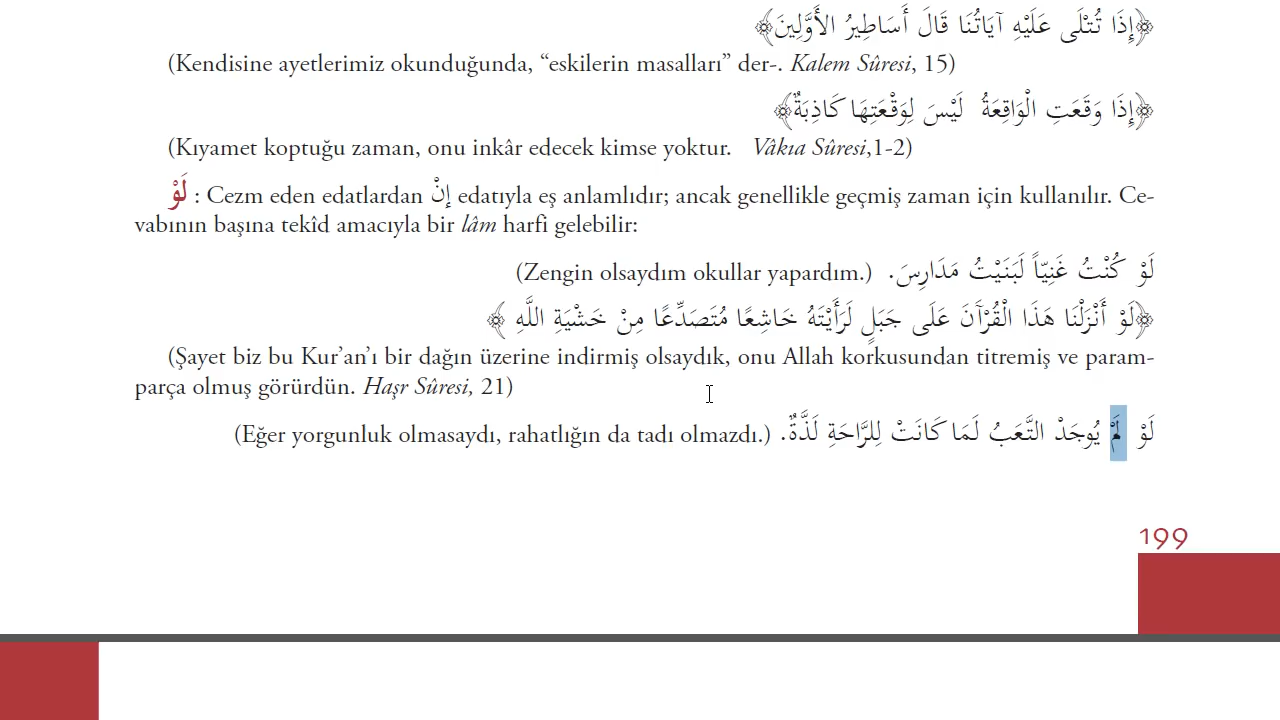 ﴿إِذَا تُتْلَى عَلَيْهِ آيَاتُنَا قَالَ أَسَاطِيرُ الأَوَّلِينَ﴾
(Kendisine ayetlerimiz okunduğunda, “eskilerin masalları” der-. Kalem Sûresi, 15)
﴿إِذَا وَقَعَتِ الْوَاقِعَةُ لَيْسَ لِوَقْعَتِهَا كَاذِبَةٌ﴾
(Kıyamet koptuğu zaman, onu inkâr edecek kimse yoktur. Vâkıa Sûresi,1-2)
لَوْ : Cezm eden edatlardan إِنْ edatıyla eş anlamlıdır; ancak genellikle geçmiş zaman için kullanılır. Ce-
vabının başına tekîd amacıyla bir lâm harfi gelebilir:
لَوْ كُنْتُ غَنِيّاً لَبَنَيْتُ مَدَارِسَ. (Zengin olsaydım okullar yapardım.)
﴿لَوْ أَنْزَلْنَا هَذَا الْقُرْآنَ عَلَى جَبَلٍ لَرَأَيْتَهُ خَاشِعًا مُتَصَدِّعًا مِنْ خَشْيَةِ اللَّهِ ﴾
(Şayet biz bu Kur’an’ı bir dağın üzerine indirmiş olsaydık, onu Allah korkusundan titremiş ve param-
parça olmuş görürdün. Haşr Sûresi, 21)
لَوْ لَمْ يُوجَدْ التَّعَبُ لَمَا كَانَتْ لِلرَّاحَةِ لَذَّةٌ. (Eğer yorgunluk olmasaydı, rahatlığın da tadı olmazdı.)
199